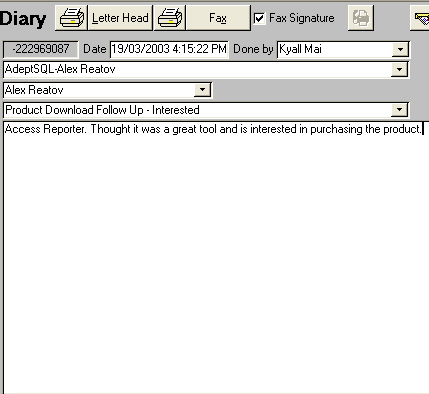 Diary Letter Head Fax Fax Signature
-222969087 Date 19/03/2003 4:15:22 PM Done by Kyall Mai
AdeptSQL-Alex Reatov
Alex Reatov
Product Download Follow Up - Interested
Access Reporter. Thought it was a great tool and is interested in purchasing the product.